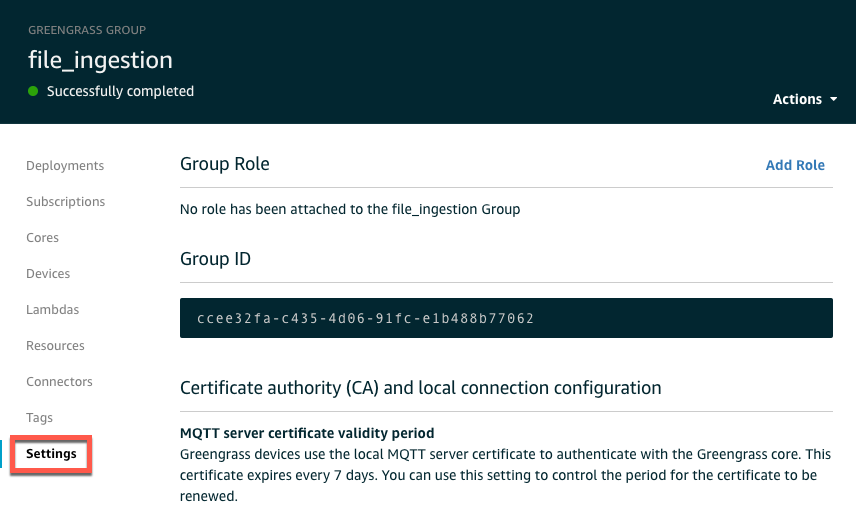 GREENGRASS GROUP
file_ingestion
Successfully completed
Actions
Deployments
Subscriptions
Cores
Devices
Lambdas
Resources
Connectors
Tags
Settings
Group Role
Add Role
No role has been attached to the file_ingestion Group
Group ID
ccee32fa-c435-4d06-91fc-e1b488b77062
Certificate authority (CA) and local connection configuration
MQTT server certificate validity period
Greengrass devices use the local MQTT server certificate to authenticate with the Greengrass core. This
certificate expires every 7 days. You can use this setting to control the period for the certificate to be
renewed.